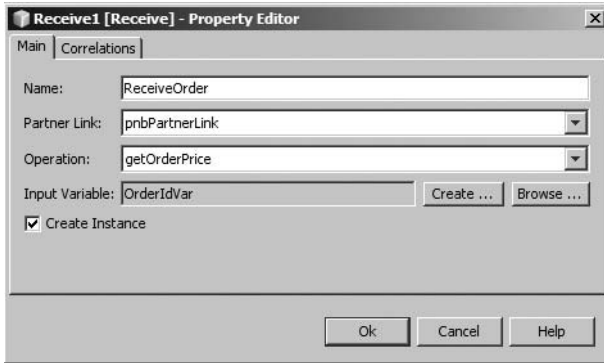 Receive1 [Receive] - Property Editor
Main Correlations
Name: ReceiveOrder
Partner Link: pnbPartnerLink
Operation: getOrderPrice
Input Variable: OrderIdVar Create ... Browse ...
Create Instance
Ok Cancel Help